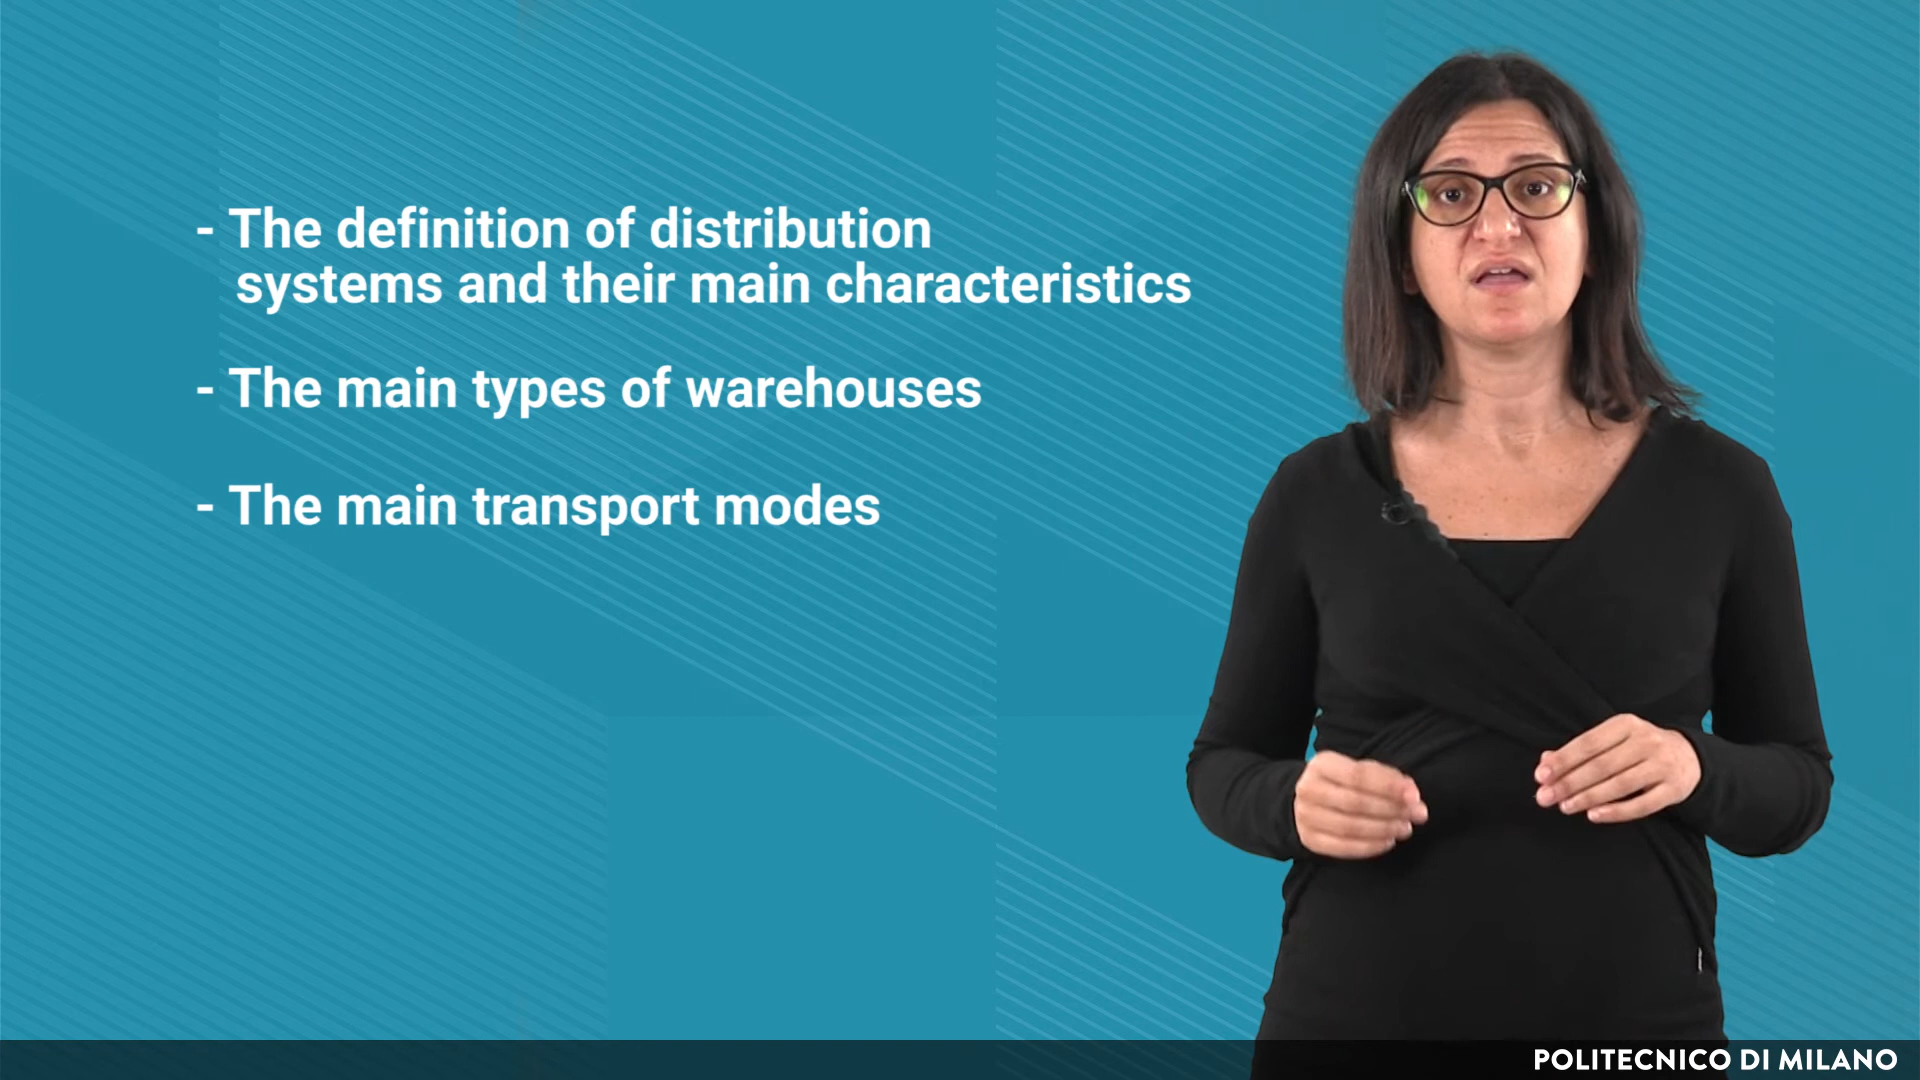 - The definition of distribution
systems and their main characteristics
- The main types of warehouses
- The main transport modes
POLITECNICO DI MILANO